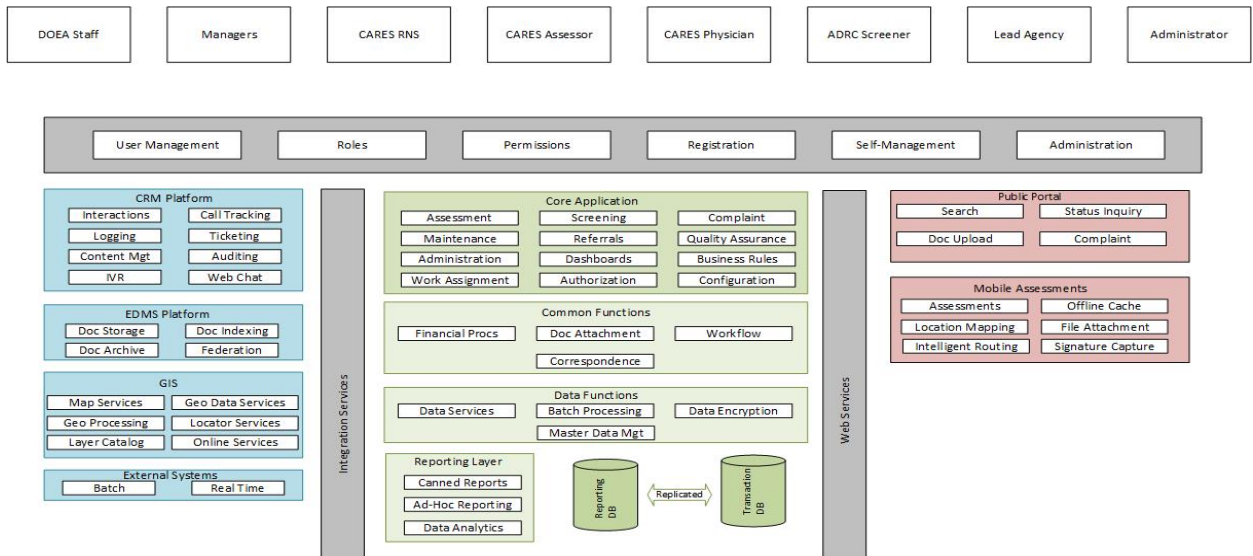 DOEA Staff
Managers
CARES RNS
CARES Assessor
CARES Physician
ADRC Screener
Lead Agency
Administrator
User Management
Roles
Permissions
Registration
Self-Management
Administration
CRM Platform
Interactions
Call Tracking
Logging
Ticketing
Content Mgt
Auditing
IVR
Web Chat
EDMS Platform
Doc Storage
Doc Indexing
Doc Archive
Federation
GIS
Map Services
Geo Data Services
Geo Processing
Locator Services
Layer Catalog
Online Services
External Systems
Batch
Real Time
Integration Services
Core Application
Assessment
Screening
Complaint
Maintenance
Referrals
Quality Assurance
Administration
Dashboards
Business Rules
Work Assignment
Authorization
Configuration
Common Functions
Financial Procs
Doc Attachment
Workflow
Correspondence
Data Functions
Data Services
Batch Processing
Data Encryption
Master Data Mgt
Reporting Layer
Canned Reports
Ad-Hoc Reporting
Data Analytics
Reporting
DB
Replicated
Transaction
DB
Web Services
Public Portal
Search
Status Inquiry
Doc Upload
Complaint
Mobile Assessments
Assessments
Offline Cache
Location Mapping
File Attachment
Intelligent Routing
Signature Capture